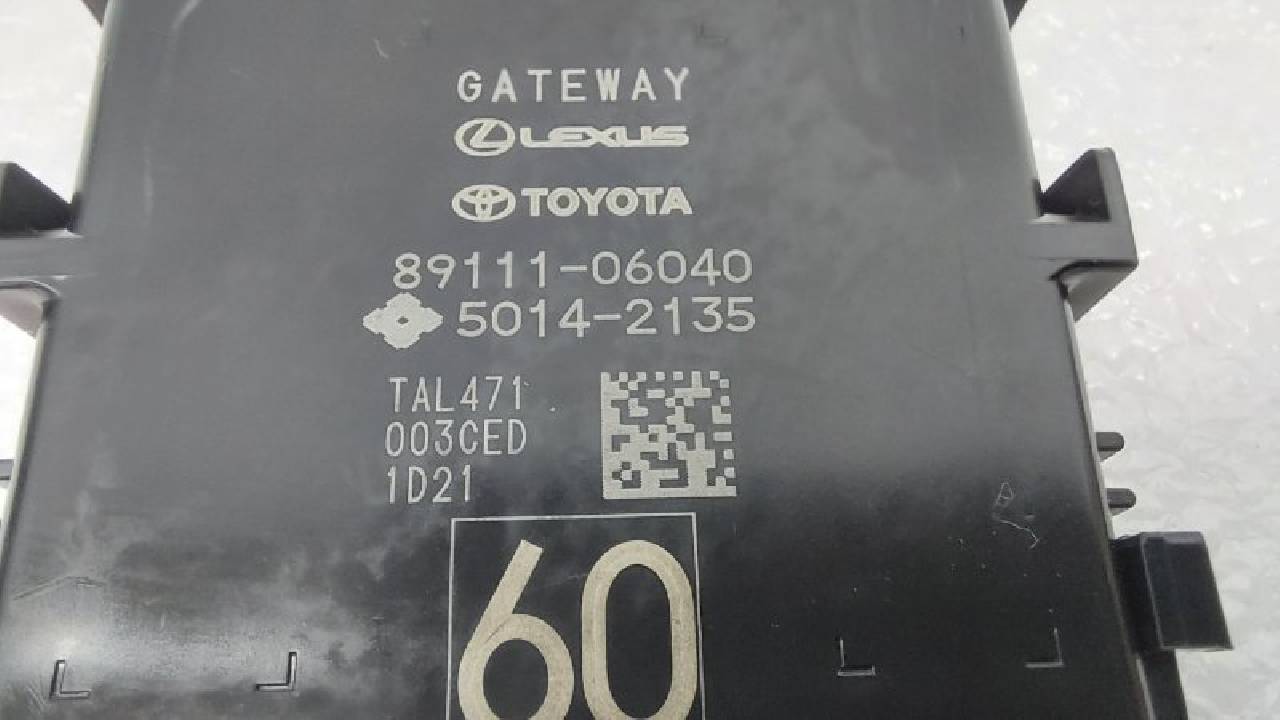 GATEWAY
LEXUS
TOYOTA
89111-06040
5014-2135
TAL471
003CED
1D21
60